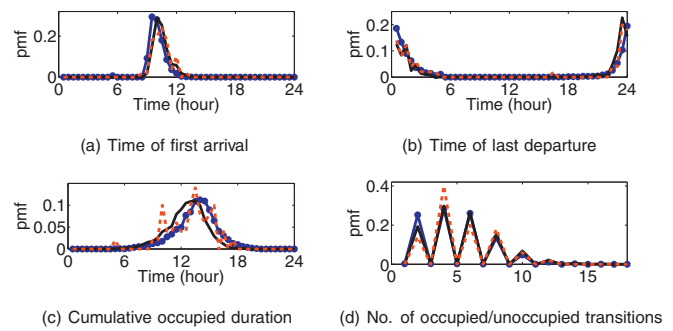 pmf
0.2
0
0 6 12 18 24
Time (hour)
(a) Time of first arrival
pmf
0.2
0.1
0
0 6 12 18 24
Time (hour)
(b) Time of last departure
pmf
0.1
0.05
0
0 6 12 18 24
Time (hour)
(c) Cumulative occupied duration
pmf
0.4
0.2
0
0 5 10 15
(d) No. of occupied/unoccupied transitions